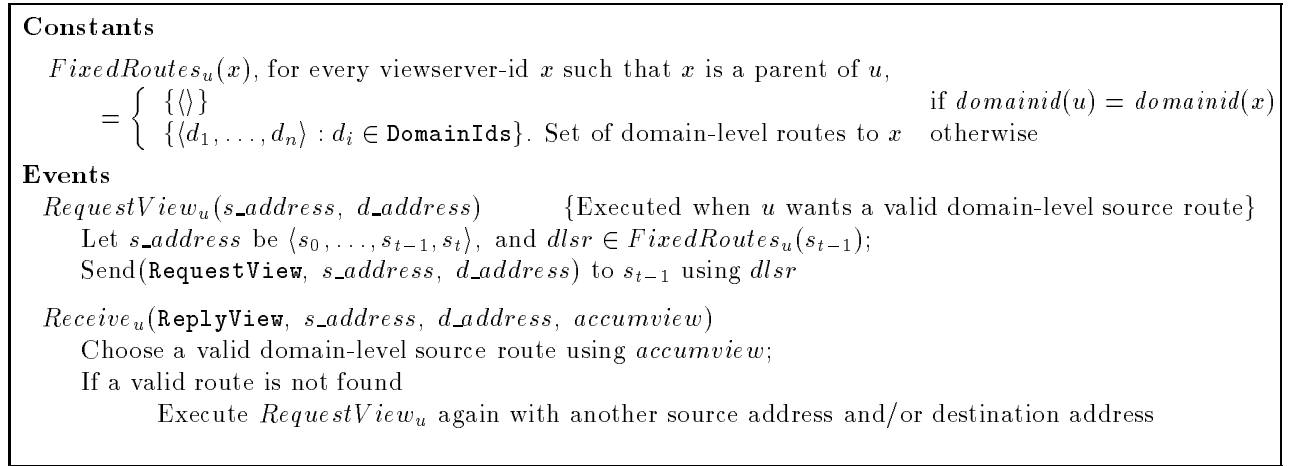 Constants
FixedRoutes_u(x), for every viewserver-id x such that x is a parent of u,
= { {⟨⟩} if domainid(u) = domainid(x)
{⟨d_1, . . . , d_n⟩ : d_i ∈ DomainIds}. Set of domain-level routes to x otherwise
Events
RequestView_u(s_address, d_address) {Executed when u wants a valid domain-level source route}
Let s_address be ⟨s_0, . . . , s_{t−1}, s_t⟩, and dlsr ∈ FixedRoutes_u(s_{t−1});
Send(RequestView, s_address, d_address) to s_{t−1} using dlsr
Receive_u(ReplyView, s_address, d_address, accumview)
Choose a valid domain-level source route using accumview;
If a valid route is not found
Execute RequestView_u again with another source address and/or destination address